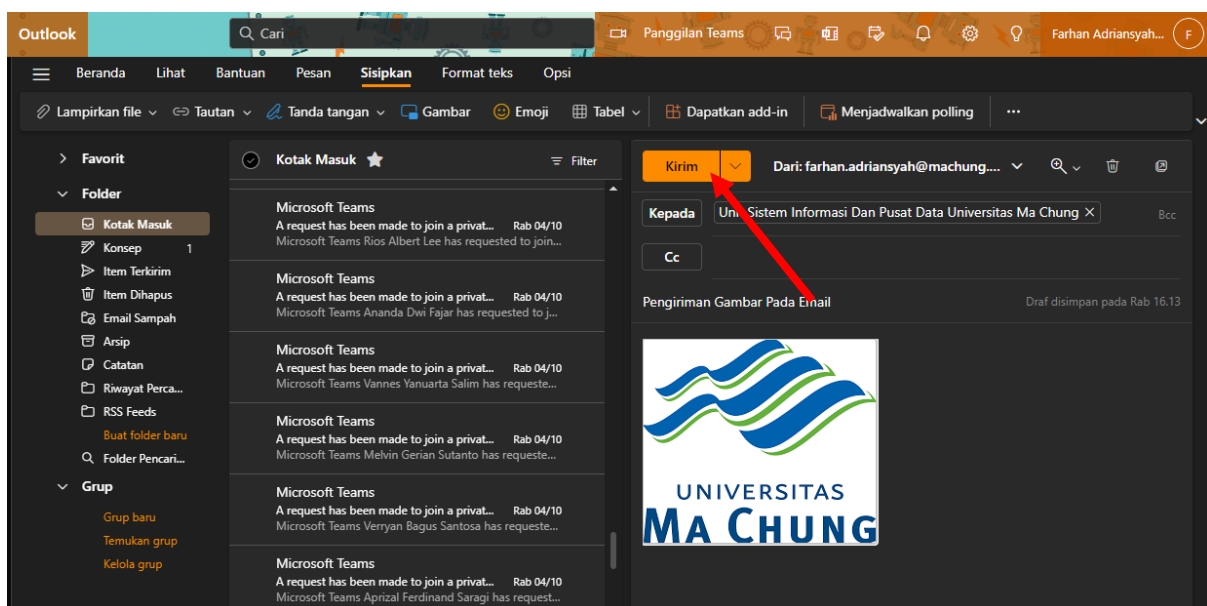 Outlook
Cari
Panggilan Teams
Farhan Adriansyah...
F
Beranda Lihat Bantuan Pesan Sisipkan Format teks Opsi
Lampirkan file Tautan Tanda tangan Gambar Emoji Tabel Dapatkan add-in Menjadwalkan polling ...
Favorit
Folder
Kotak Masuk
Konsep 1
Item Terkirim
Item Dihapus
Email Sampah
Arsip
Catatan
Riwayat Perca...
RSS Feeds
Buat folder baru
Folder Pencari...
Grup
Grup baru
Temukan grup
Kelola grup
Kotak Masuk
Filter
Microsoft Teams
A request has been made to join a privat... Rab 04/10
Microsoft Teams Rios Albert Lee has requested to join...
Microsoft Teams
A request has been made to join a privat... Rab 04/10
Microsoft Teams Ananda Dwi Fajar has requested to j...
Microsoft Teams
A request has been made to join a privat... Rab 04/10
Microsoft Teams Vannes Yanuarta Salim has requeste...
Microsoft Teams
A request has been made to join a privat... Rab 04/10
Microsoft Teams Melvin Gerian Sutanto has requeste...
Microsoft Teams
A request has been made to join a privat... Rab 04/10
Microsoft Teams Verryan Bagus Santosa has requeste...
Microsoft Teams
A request has been made to join a privat... Rab 04/10
Microsoft Teams Aprizal Ferdinand Saragi has request...
Kirim
Dari: farhan.adriansyah@machung....
Kepada
Sistem Informasi Dan Pusat Data Universitas Ma Chung
Bcc
Cc
Pengiriman Gambar Pada Email
Draf disimpan pada Rab 16.13
UNIVERSITAS
MA CHUNG